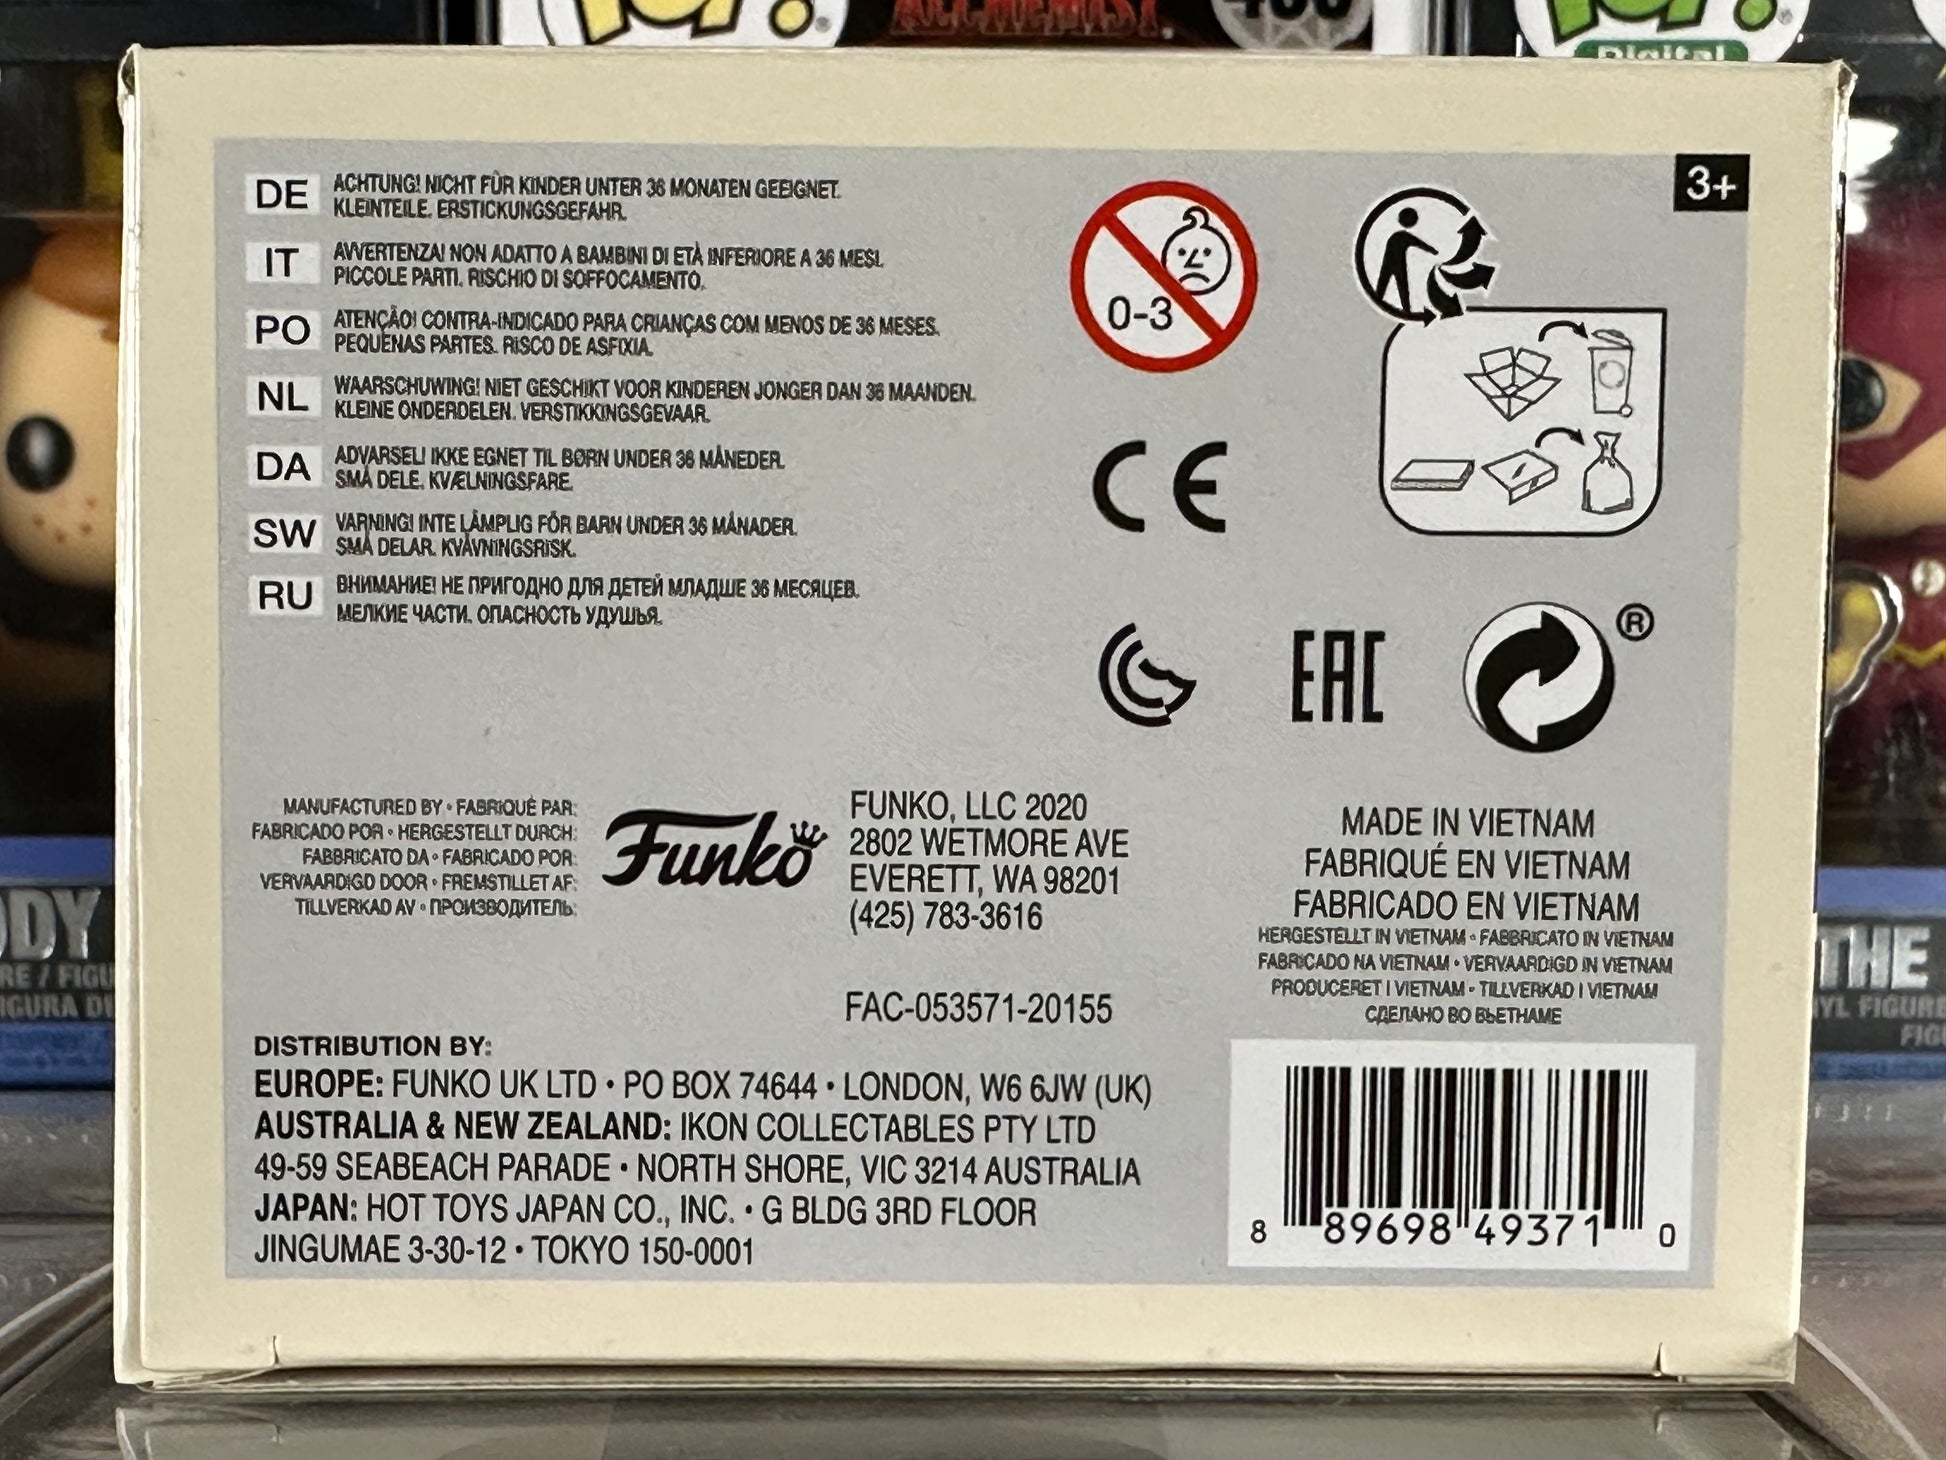 ALCHEMIST
Digital
3+
DE ACHTUNG! NICHT FÜR KINDER UNTER 36 MONATEN GEEIGNET.
KLEINTEILE. ERSTICKUNGSGEFAHR.
IT AVVERTENZA! NON ADATTO A BAMBINI DI ETÀ INFERIORE A 36 MESI.
PICCOLE PARTI. RISCHIO DI SOFFOCAMENTO.
PO ATENÇÃO! CONTRA-INDICADO PARA CRIANÇAS COM MENOS DE 36 MESES.
PEQUENAS PARTES. RISCO DE ASFIXIA.
NL WAARSCHUWING! NIET GESCHIKT VOOR KINDEREN JONGER DAN 36 MAANDEN.
KLEINE ONDERDELEN. VERSTIKKINGSGEVAAR.
DA ADVARSEL! IKKE EGNET TIL BØRN UNDER 36 MÅNEDER.
SMÅ DELE. KVÆLNINGSFARE.
SW VARNING! INTE LÄMPLIG FÖR BARN UNDER 36 MÅNADER.
SMÅ DELAR. KVÄVNINGSRISK.
RU ВНИМАНИЕ! НЕ ПРИГОДНО ДЛЯ ДЕТЕЙ МЛАДШЕ 36 МЕСЯЦЕВ.
МЕЛКИЕ ЧАСТИ. ОПАСНОСТЬ УДУШЬЯ.
0-3
CE
EAC
®
MANUFACTURED BY • FABRIQUÉ PAR:
FABRICADO POR • HERGESTELLT DURCH:
FABBRICATO DA • FABRICADO POR:
VERVAARDIGD DOOR • FREMSTILLET AF:
TILLVERKAD AV • ПРОИЗВОДИТЕЛЬ:
Funko
FUNKO, LLC 2020
2802 WETMORE AVE
EVERETT, WA 98201
(425) 783-3616
FAC-053571-20155
MADE IN VIETNAM
FABRIQUÉ EN VIETNAM
FABRICADO EN VIETNAM
HERGESTELLT IN VIETNAM • FABBRICATO IN VIETNAM
FABRICADO NA VIETNAM • VERVAARDIGD IN VIETNAM
PRODUCERET I VIETNAM • TILLVERKAD I VIETNAM
СДЕЛАНО ВО ВЬЕТНАМЕ
DISTRIBUTION BY:
EUROPE: FUNKO UK LTD • PO BOX 74644 • LONDON, W6 6JW (UK)
AUSTRALIA & NEW ZEALAND: IKON COLLECTABLES PTY LTD
49-59 SEABEACH PARADE • NORTH SHORE, VIC 3214 AUSTRALIA
JAPAN: HOT TOYS JAPAN CO., INC. • G BLDG 3RD FLOOR
JINGUMAE 3-30-12 • TOKYO 150-0001
8 89698 49371 0
THE